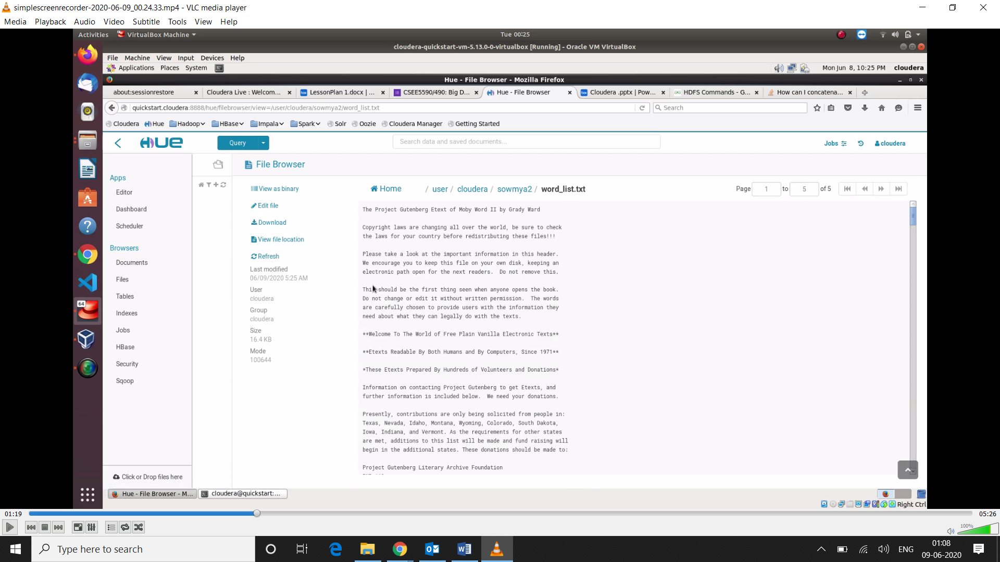 simplescreenrecorder-2020-06-09_00.24.33.mp4 - VLC media player
Media Playback Audio Video Subtitle Tools View Help
Activities VirtualBox Machine Tue 00:25
cloudera-quickstart-vm-5.13.0-0-virtualbox [Running] - Oracle VM VirtualBox
File Machine View Input Devices Help
Applications Places System Mon Jun 8, 10:25 PM cloudera
Hue - File Browser - Mozilla Firefox
about:sessionrestore Cloudera Live : Welcom... LessonPlan 1.docx | ... CSEE5590/490: Big D... Hue - File Browser Cloudera .pptx | Pow... HDFS Commands - G... How can I concatena...
quickstart.cloudera:8888/hue/filebrowser/view=/user/cloudera/sowmya2/word_list.txt Search
Cloudera Hue Hadoop HBase Impala Spark Solr Oozie Cloudera Manager Getting Started
HUE Query Search data and saved documents... Jobs cloudera
File Browser
Apps
Editor
Dashboard
Scheduler
Browsers
Documents
Files
Tables
Indexes
Jobs
HBase
Security
Sqoop
Click or Drop files here
View as binary
Edit file
Download
View file location
Refresh
Last modified
06/09/2020 5:25 AM
User
cloudera
Group
cloudera
Size
16.4 KB
Mode
100644
Home / user / cloudera / sowmya2 / word_list.txt Page 1 to 5 of 5
The Project Gutenberg Etext of Moby Word II by Grady Ward
Copyright laws are changing all over the world, be sure to check
the laws for your country before redistributing these files!!!
Please take a look at the important information in this header.
We encourage you to keep this file on your own disk, keeping an
electronic path open for the next readers. Do not remove this.
This should be the first thing seen when anyone opens the book.
Do not change or edit it without written permission. The words
are carefully chosen to provide users with the information they
need about what they can legally do with the texts.
**Welcome To The World of Free Plain Vanilla Electronic Texts**
**Etexts Readable By Both Humans and By Computers, Since 1971**
*These Etexts Prepared By Hundreds of Volunteers and Donations*
Information on contacting Project Gutenberg to get Etexts, and
further information is included below. We need your donations.
Presently, contributions are only being solicited from people in:
Texas, Nevada, Idaho, Montana, Wyoming, Colorado, South Dakota,
Iowa, Indiana, and Vermont. As the requirements for other states
are met, additions to this list will be made and fund raising will
begin in the additional states. These donations should be made to:
Project Gutenberg Literary Archive Foundation
64
Hue - File Browser - M... cloudera@quickstart:...
Right Ctrl
01:19 05:26
100%
Type here to search
ENG 01:08
09-06-2020